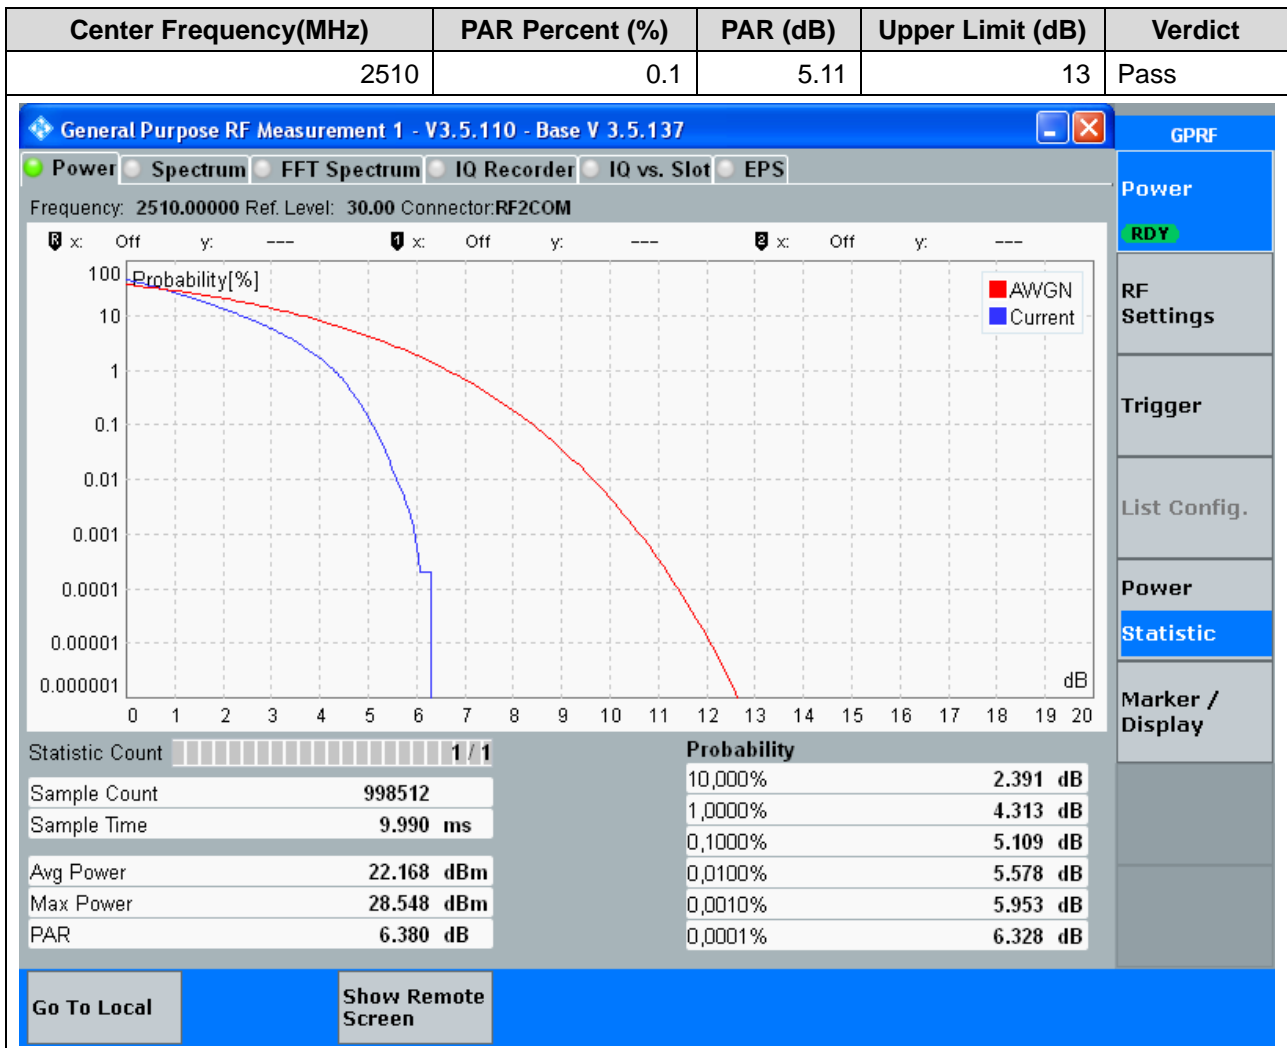 Center Frequency(MHz) PAR Percent (%) PAR (dB) Upper Limit (dB) Verdict
2510 0.1 5.11 13 Pass
General Purpose RF Measurement 1 - V3.5.110 - Base V 3.5.137
GPRF
Power Spectrum FFT Spectrum IQ Recorder IQ vs. Slot EPS
Frequency: 2510.00000 Ref. Level: 30.00 Connector:RF2COM
R x: Off y: --- 1 x: Off y: --- 2 x: Off y: ---
Probability[%]
AWGN
Current
100
10
1
0.1
0.01
0.001
0.0001
0.00001
0.000001
dB
0 1 2 3 4 5 6 7 8 9 10 11 12 13 14 15 16 17 18 19 20
Statistic Count 1 / 1
Sample Count 998512
Sample Time 9.990 ms
Avg Power 22.168 dBm
Max Power 28.548 dBm
PAR 6.380 dB
Probability
10,000% 2.391 dB
1,0000% 4.313 dB
0,1000% 5.109 dB
0,0100% 5.578 dB
0,0010% 5.953 dB
0,0001% 6.328 dB
Power
RDY
RF
Settings
Trigger
List Config.
Power
Statistic
Marker /
Display
Go To Local
Show Remote
Screen